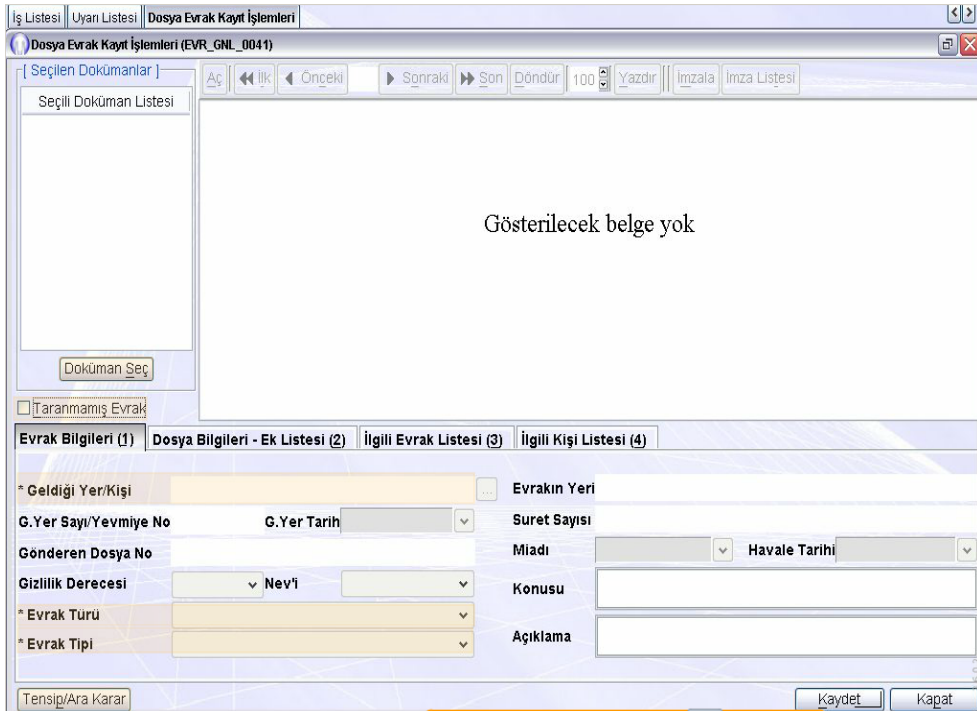 İş Listesi Uyarı Listesi Dosya Evrak Kayıt İşlemleri
Dosya Evrak Kayıt İşlemleri (EVR_GNL_0041)
[ Seçilen Dokümanlar ]
Aç İlk Önceki Sonraki Son Döndür 100 Yazdır İmzala İmza Listesi
Seçili Doküman Listesi
Gösterilecek belge yok
Doküman Seç
Taranmamış Evrak
Evrak Bilgileri (1) Dosya Bilgileri - Ek Listesi (2) İlgili Evrak Listesi (3) İlgili Kişi Listesi (4)
* Geldiği Yer/Kişi ... Evrakın Yeri
G.Yer Sayı/Yevmiye No G.Yer Tarih Suret Sayısı
Gönderen Dosya No Miadı Havale Tarihi
Gizlilik Derecesi Nev'i Konusu
* Evrak Türü
* Evrak Tipi Açıklama
Tensip/Ara Karar Kaydet Kapat